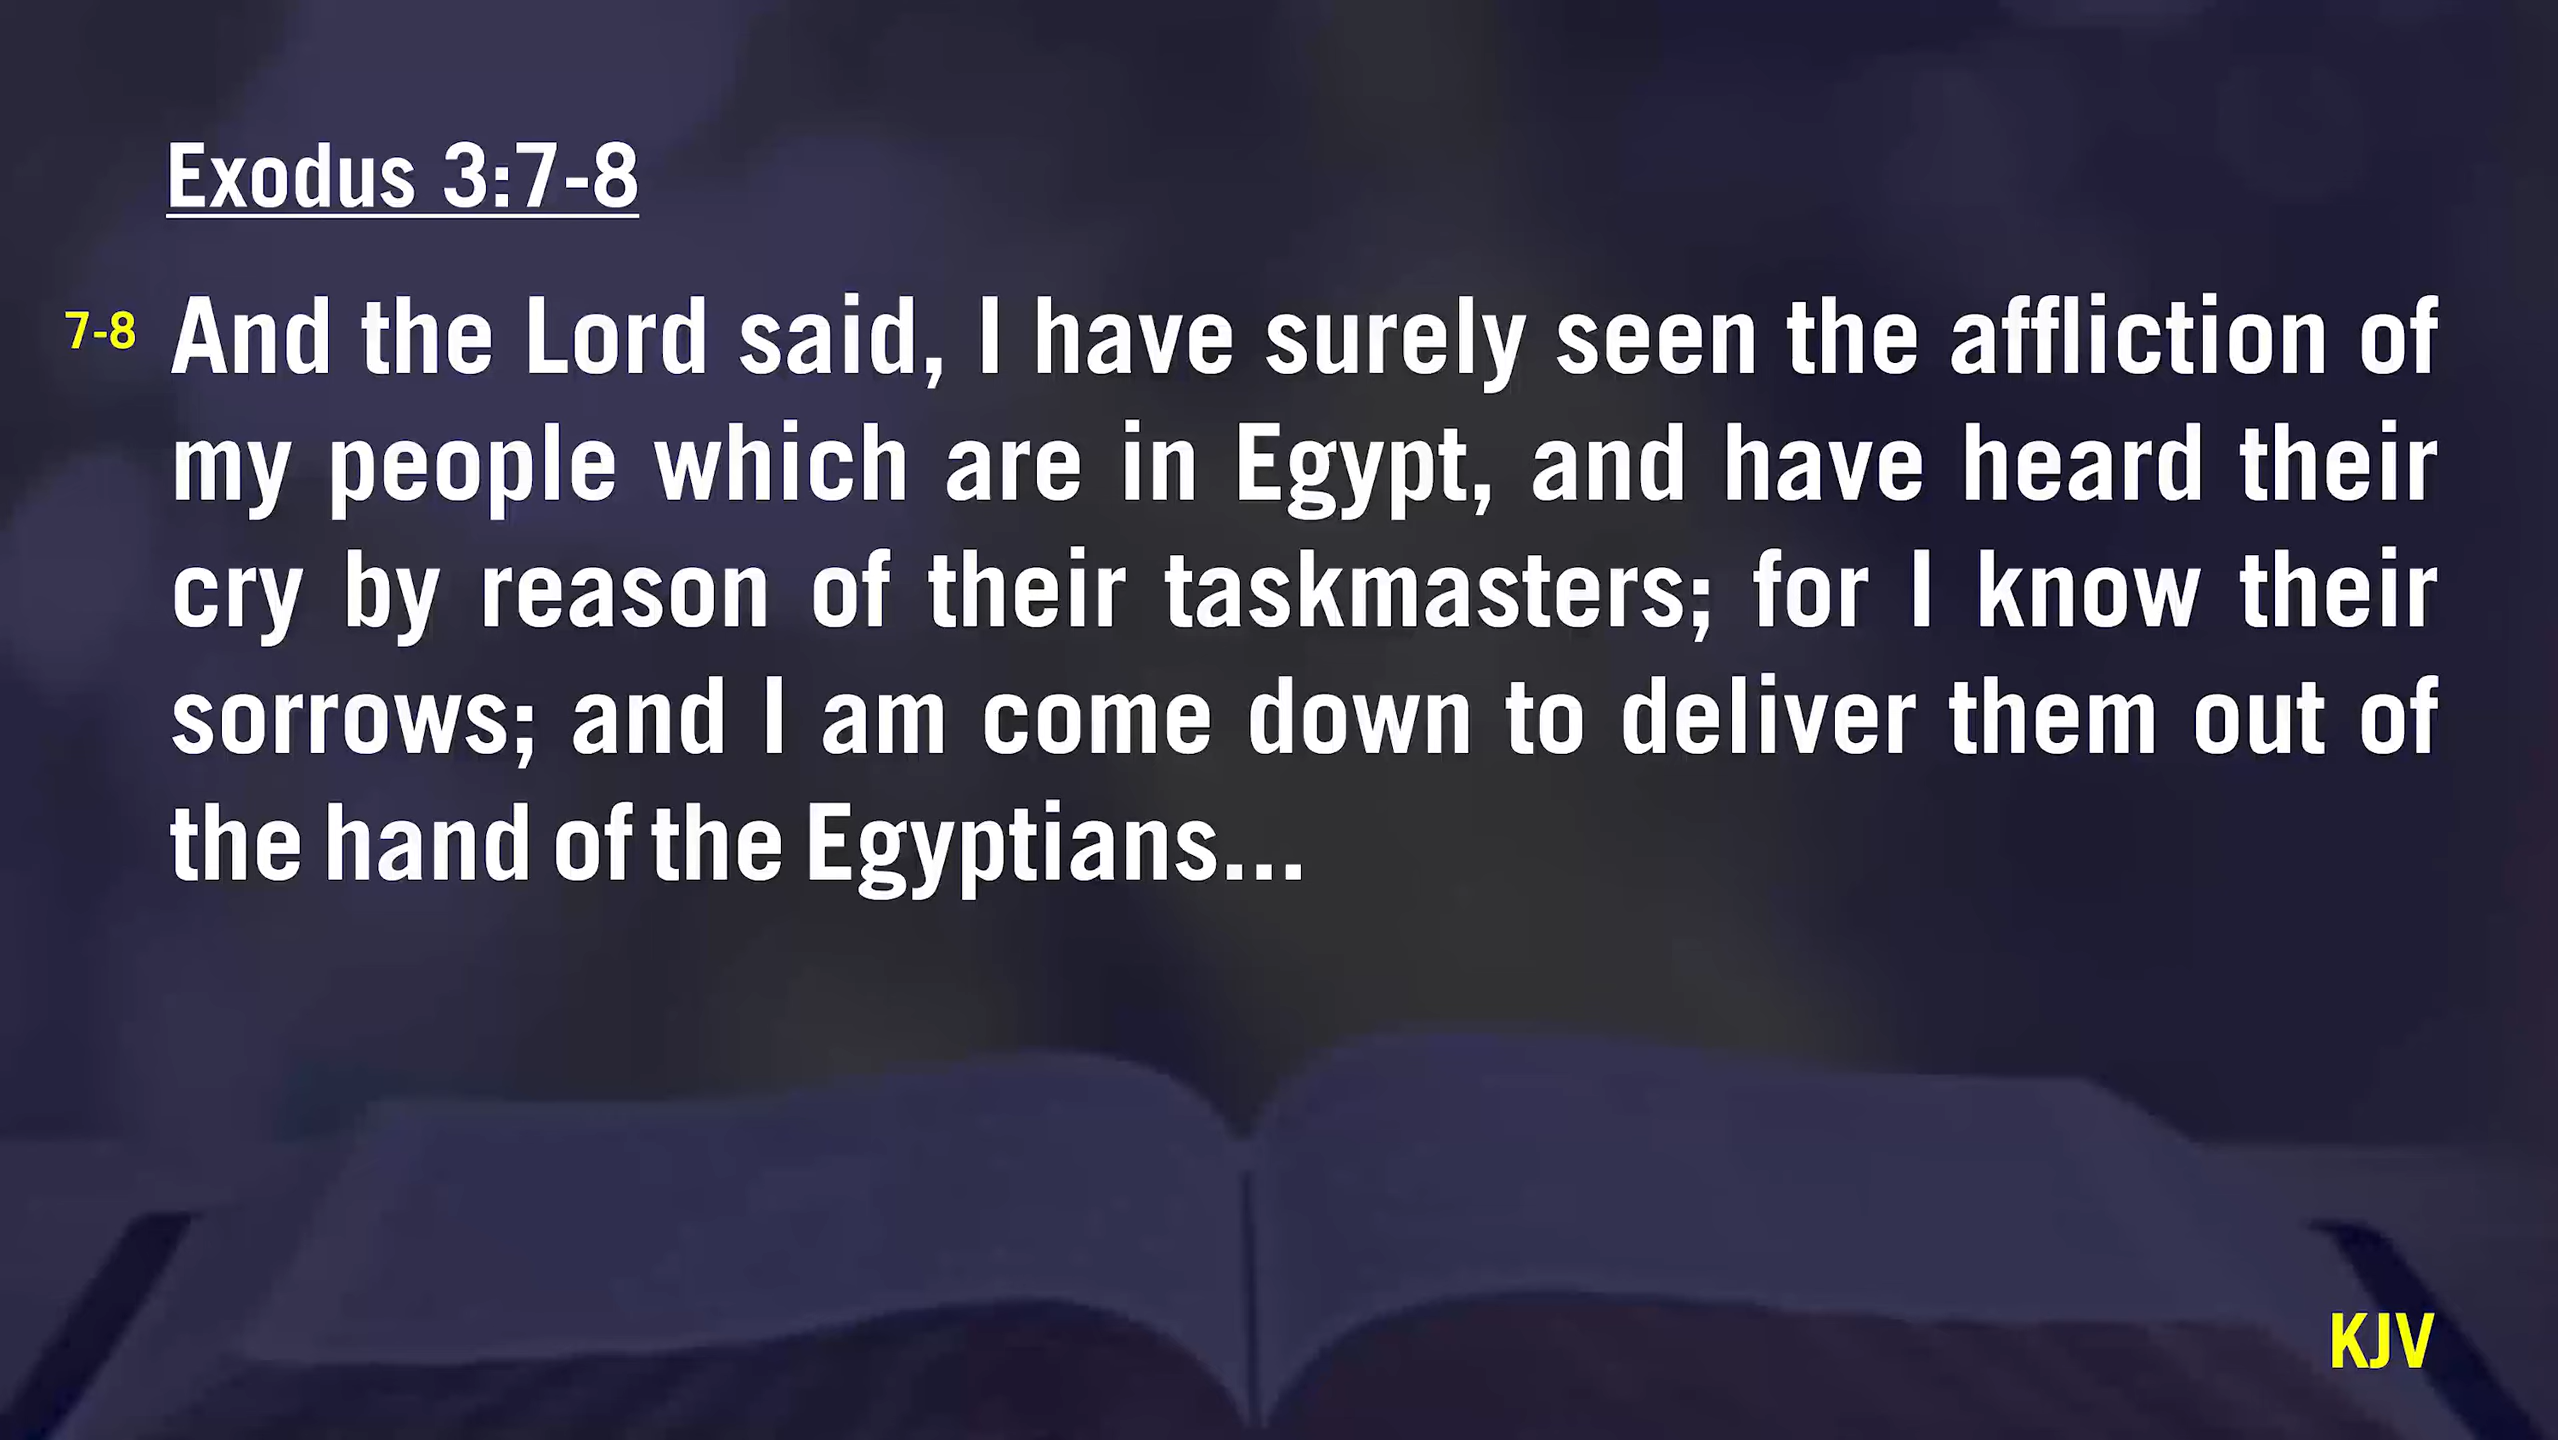 Exodus 3:7-8
7-8 And the Lord said, I have surely seen the affliction of
my people which are in Egypt, and have heard their
cry by reason of their taskmasters; for I know their
sorrows; and I am come down to deliver them out of
the hand of the Egyptians...
KJV